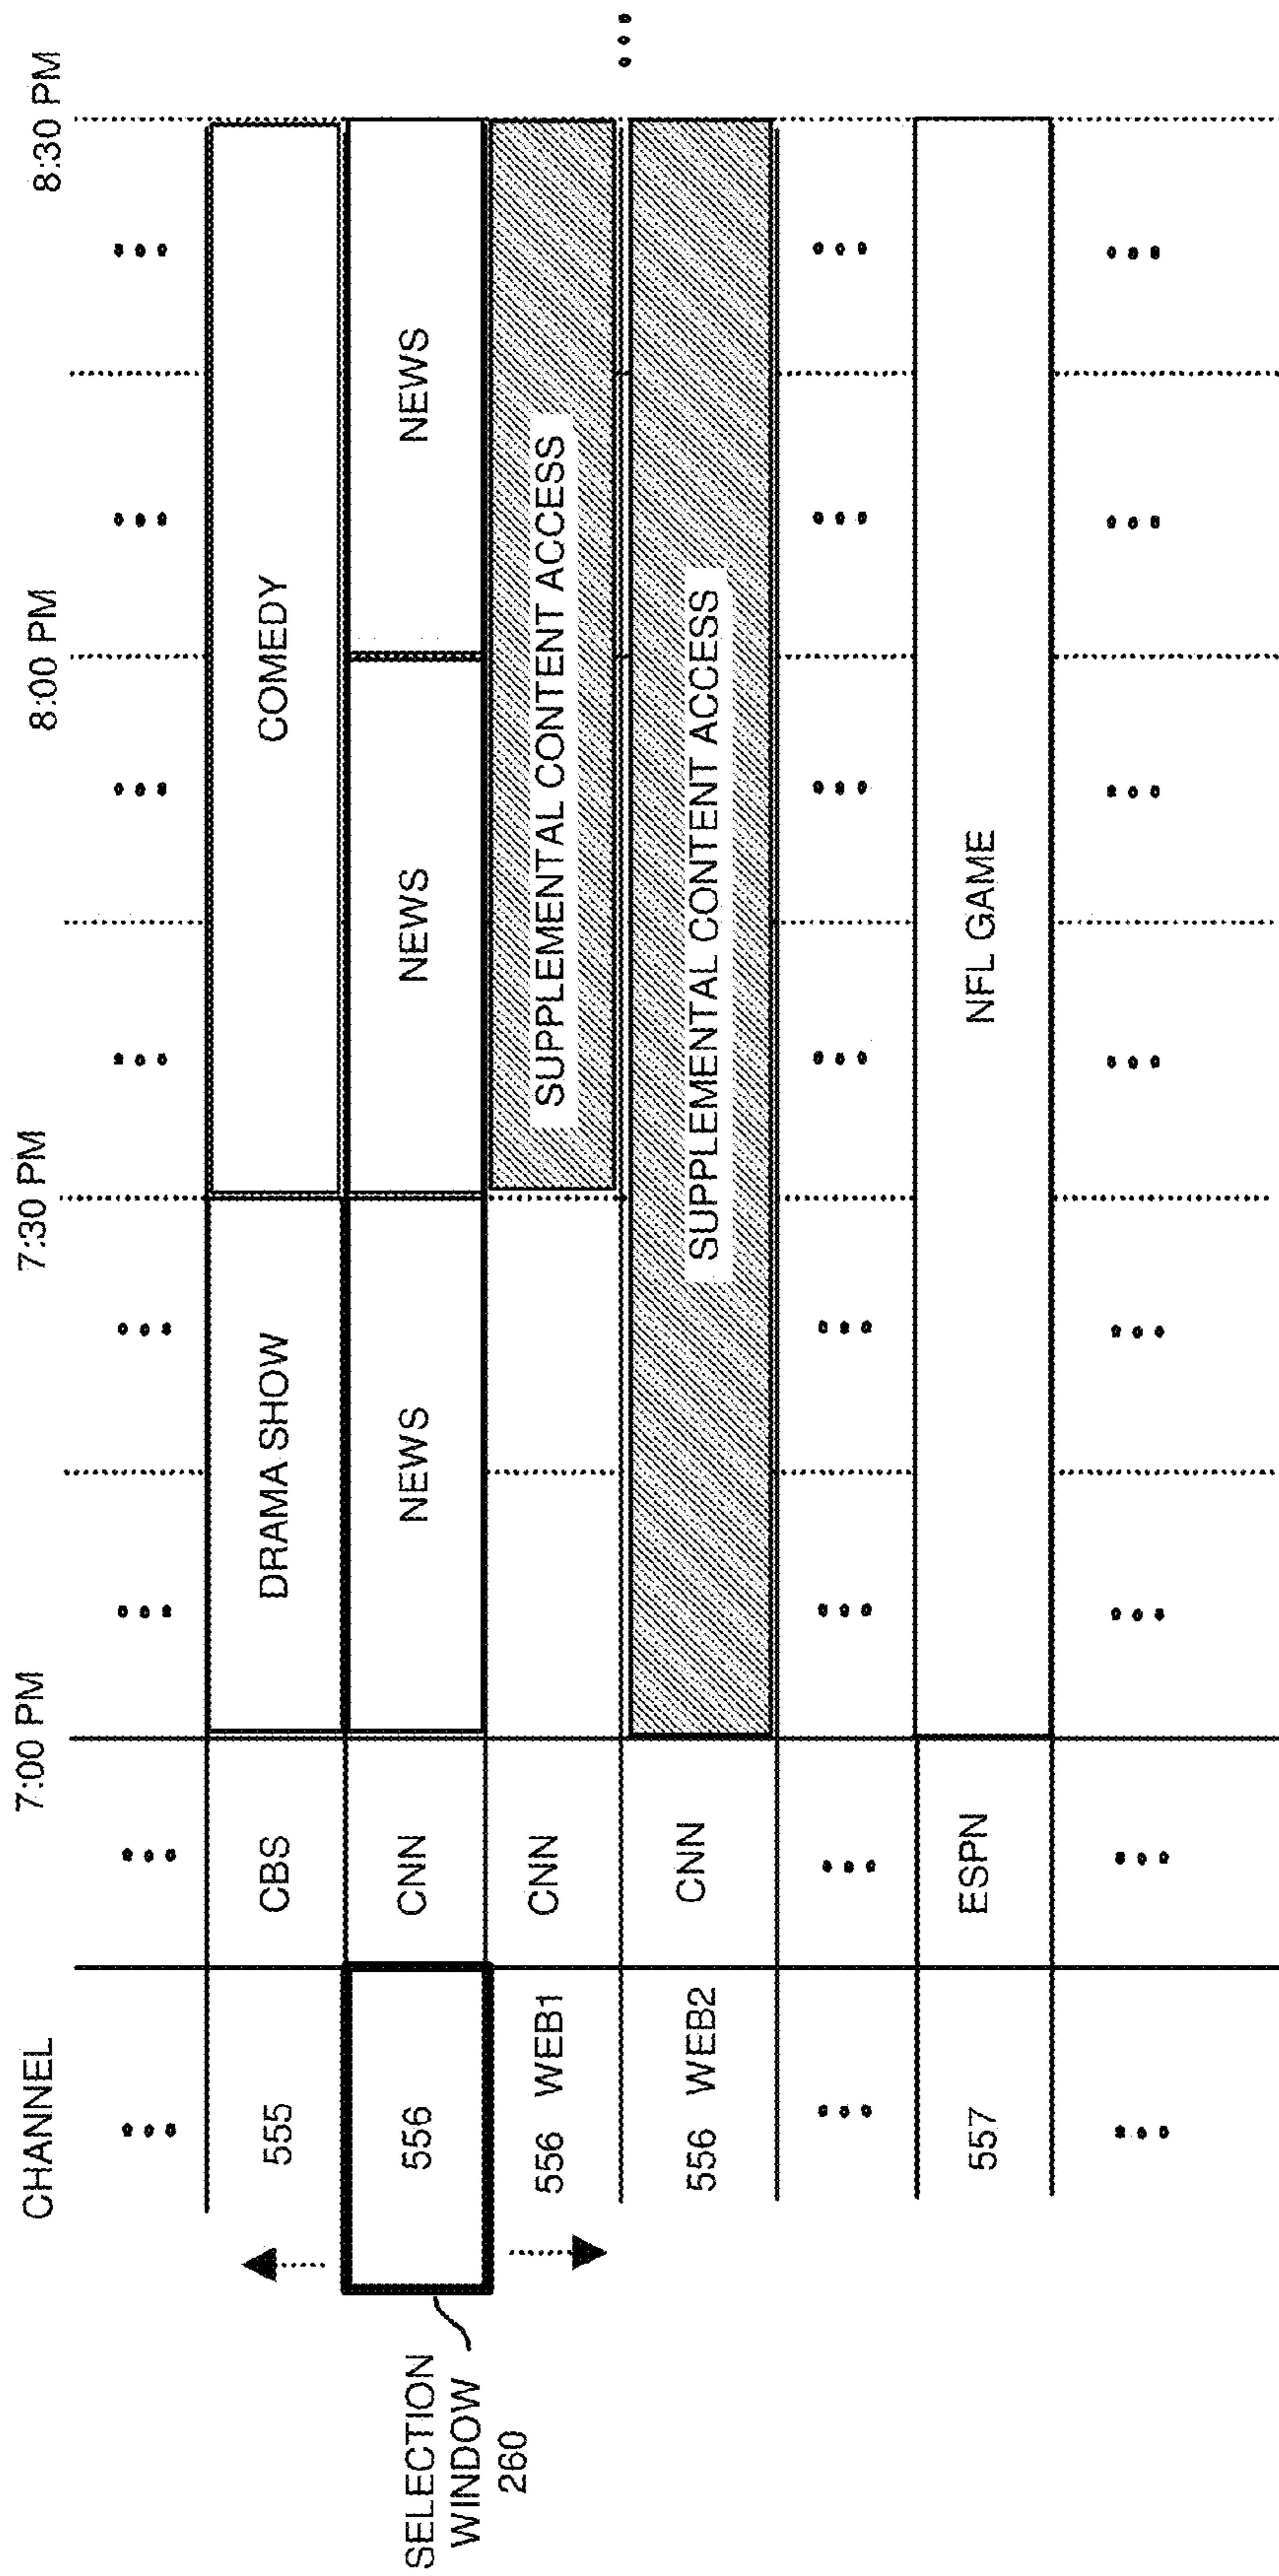 CHANNEL 7:00 PM 7:30 PM 8:00 PM 8:30 PM
555 CBS DRAMA SHOW COMEDY
556 CNN NEWS NEWS NEWS
556 WEB1 CNN SUPPLEMENTAL CONTENT ACCESS
556 WEB2 CNN SUPPLEMENTAL CONTENT ACCESS
557 ESPN NFL GAME
SELECTION
WINDOW
260